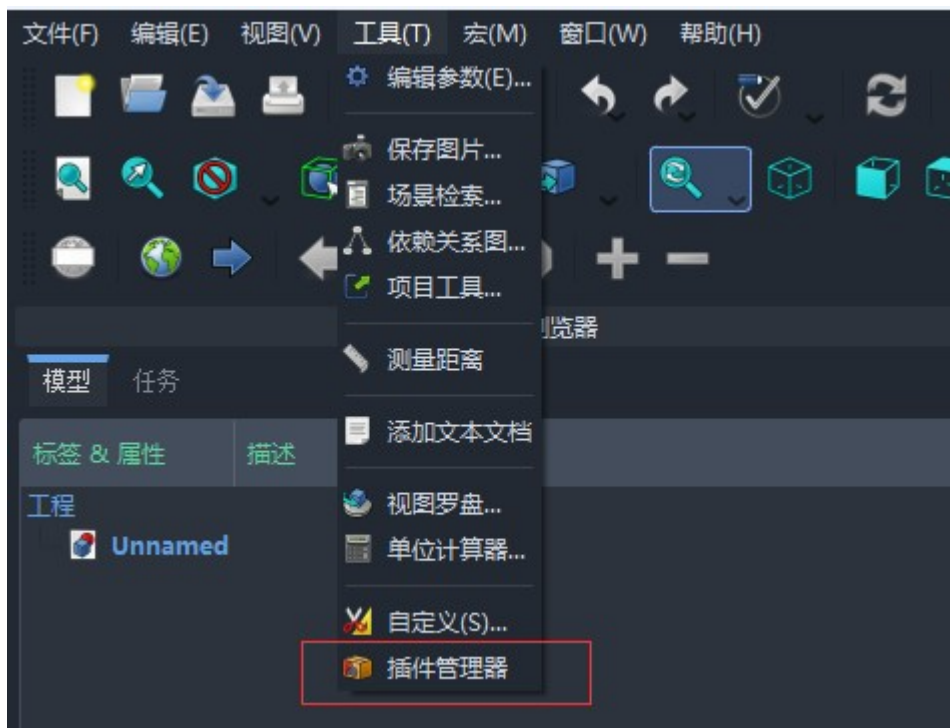 文件(F) 编辑(E) 视图(V) 工具(T) 宏(M) 窗口(W) 帮助(H)
编辑参数(E)...
保存图片...
场景检索...
依赖关系图...
项目工具...
浏览器
测量距离
模型 任务
添加文本文档
标签 & 属性 描述
视图罗盘...
工程
Unnamed
单位计算器...
自定义(S)...
插件管理器